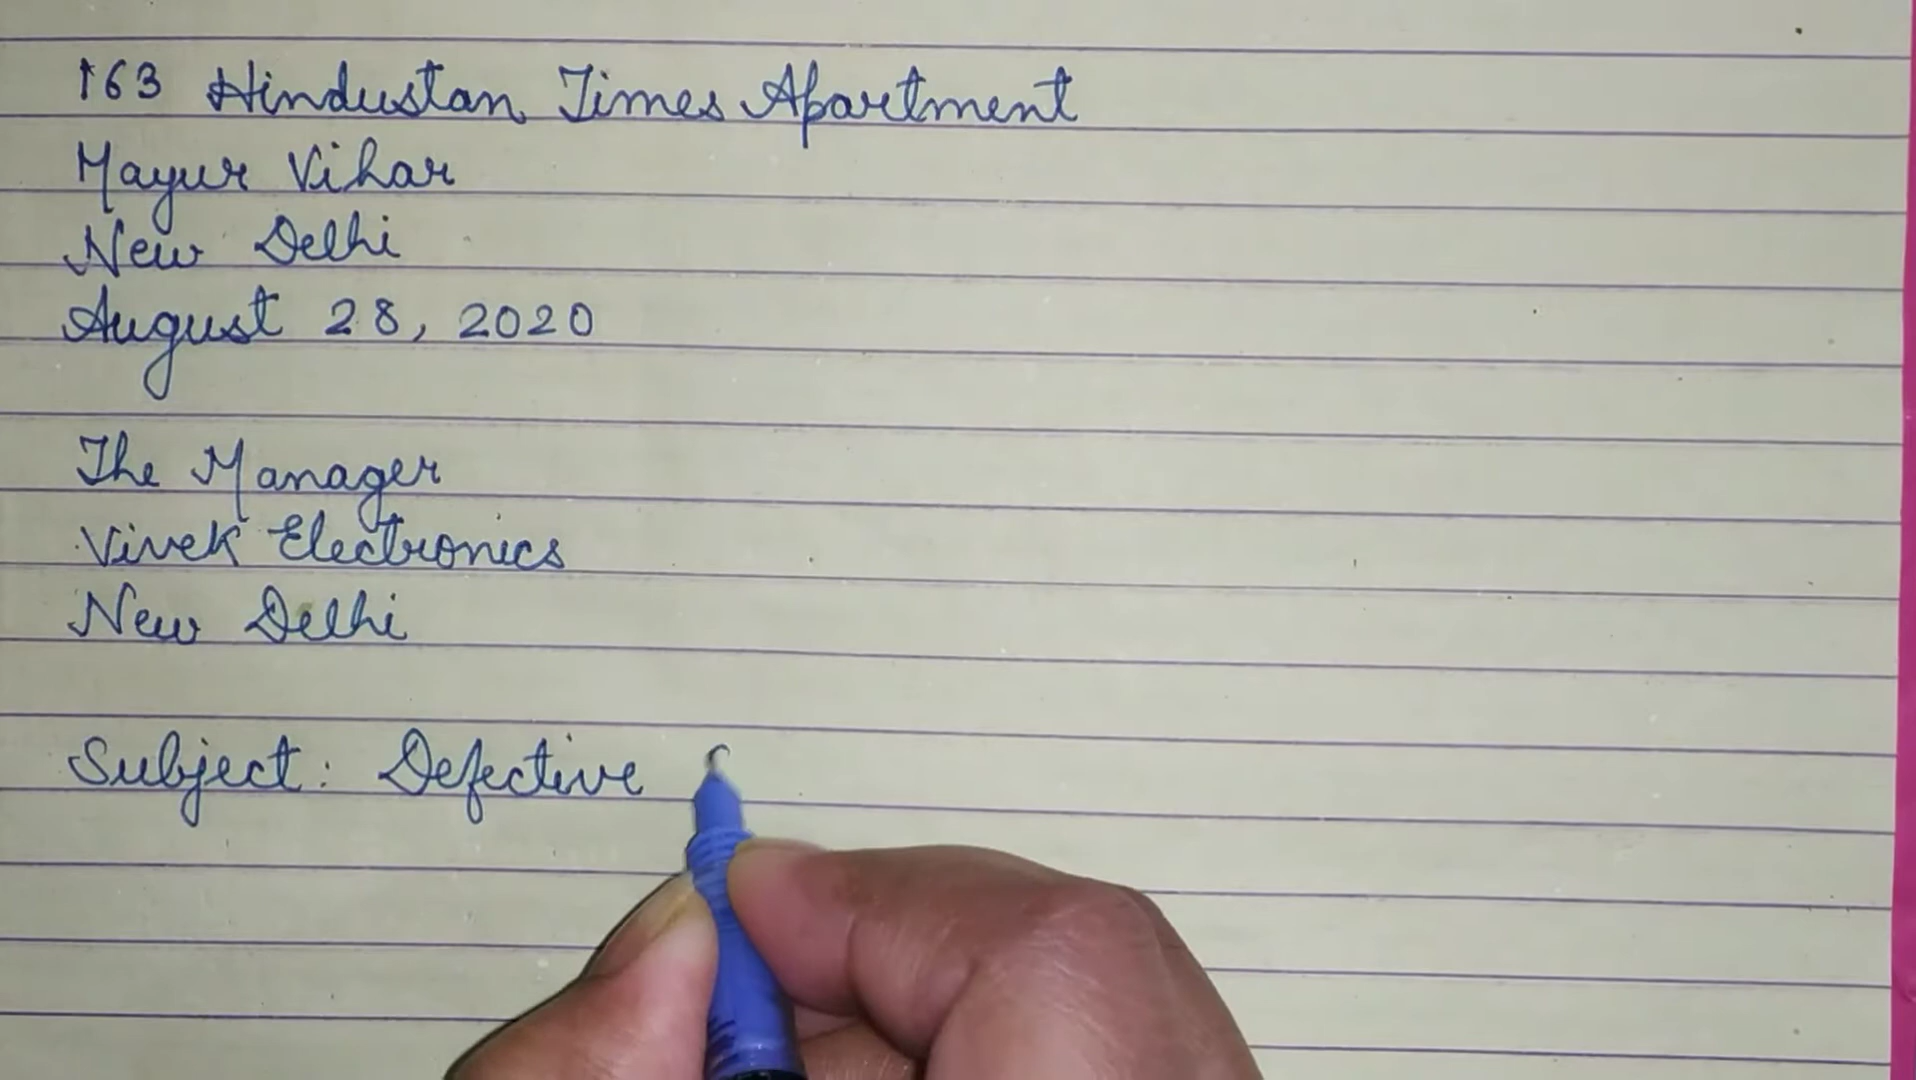 163 Hindustan Times Apartment
Mayur Vihar
New Delhi
August 28, 2020
The Manager
Vivek Electronics
New Delhi
Subject: Defective